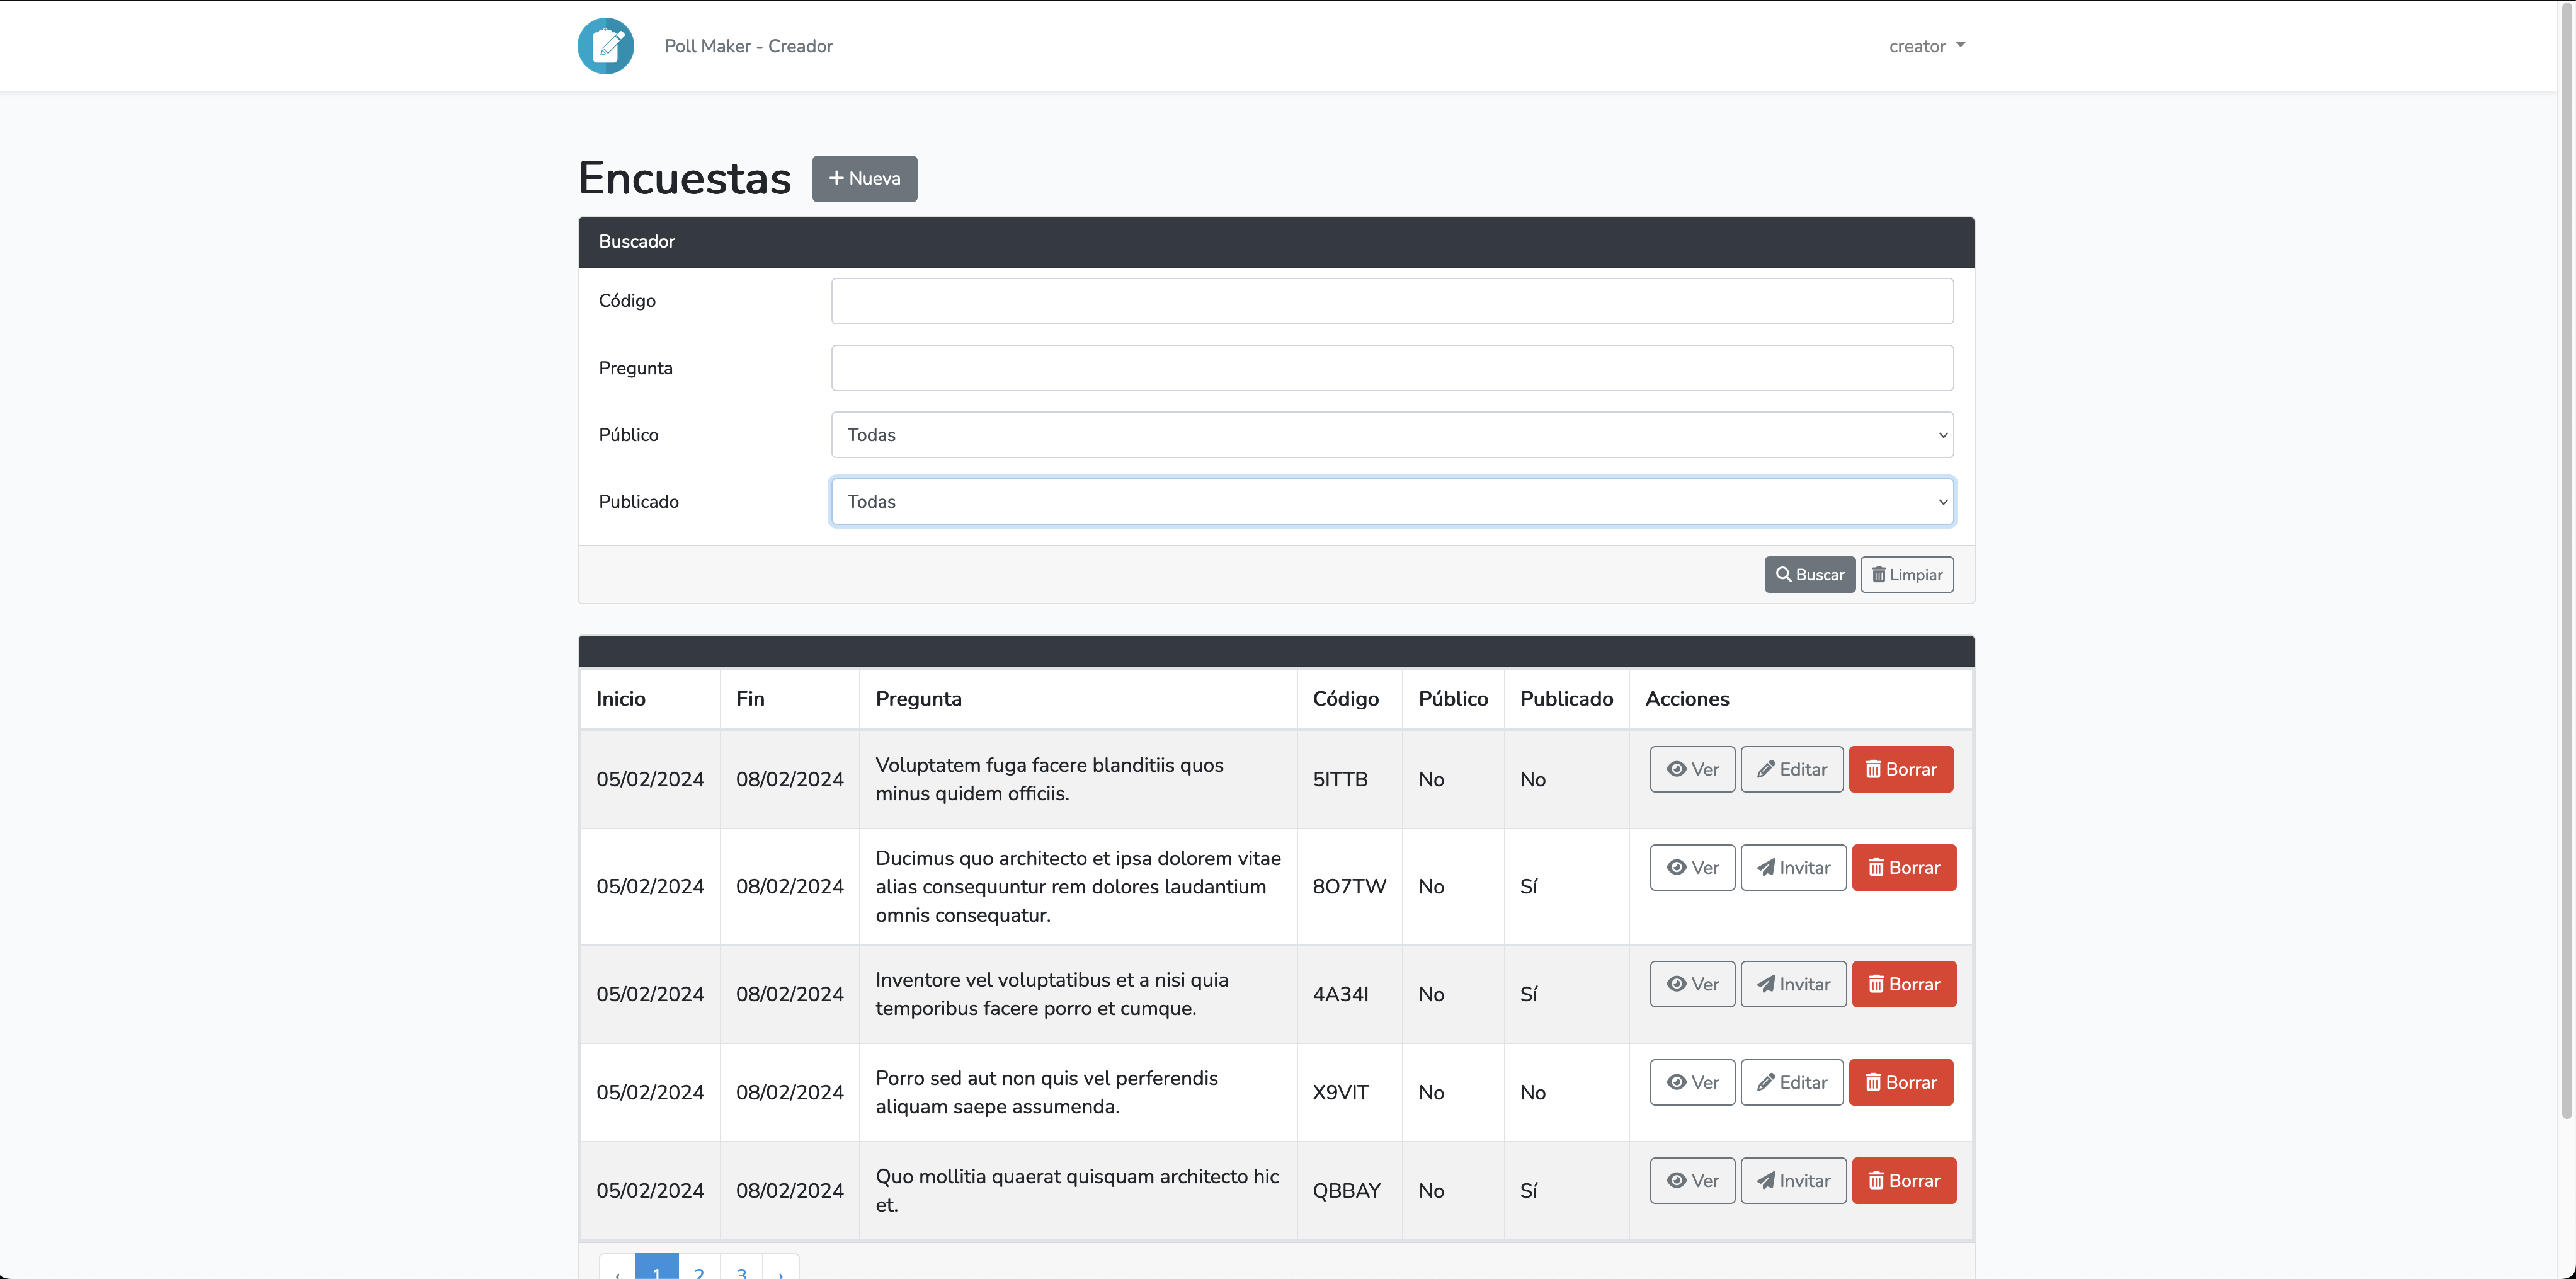 Poll Maker - Creador
creator
Encuestas
Nueva
Buscador
Código
Pregunta
Público
Todas
Publicado
Todas
Buscar
Limpiar
Inicio Fin Pregunta Código Público Publicado Acciones
05/02/2024 08/02/2024 Voluptatem fuga facere blanditiis quos
minus quidem officiis. 5ITTB No No Ver Editar Borrar
05/02/2024 08/02/2024 Ducimus quo architecto et ipsa dolorem vitae
alias consequuntur rem dolores laudantium
omnis consequatur. 8O7TW No Sí Ver Invitar Borrar
05/02/2024 08/02/2024 Inventore vel voluptatibus et a nisi quia
temporibus facere porro et cumque. 4A34I No Sí Ver Invitar Borrar
05/02/2024 08/02/2024 Porro sed aut non quis vel perferendis
aliquam saepe assumenda. X9VIT No No Ver Editar Borrar
05/02/2024 08/02/2024 Quo mollitia quaerat quisquam architecto hic
et. QBBAY No Sí Ver Invitar Borrar
‹ 1 2 3 ›